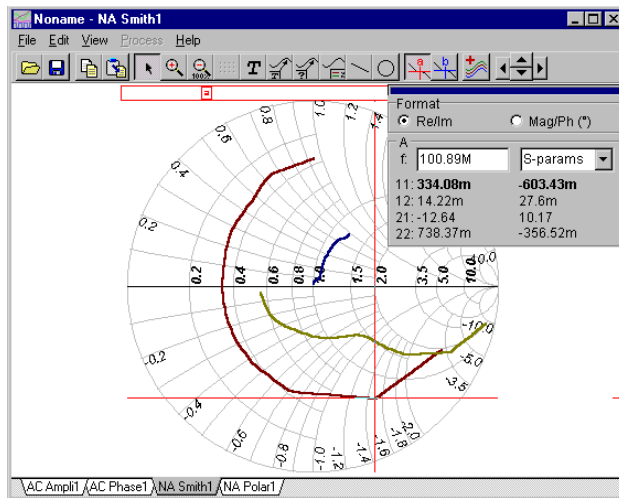 Noname - NA Smith1
File Edit View Process Help
100%
T
a b
a
Format
Re/Im Mag/Ph (°)
A
f: 100.89M S-params
11: 334.08m -603.43m
12: 14.22m 27.6m
21: -12.64 10.17
22: 738.37m -356.52m
0.2
0.4
0.6
0.8
1.0
1.2
1.4
0.2 0.4 0.6 0.8 1.0 1.5 2.0 3.5 5.0 10.0
-0.2
-0.4
-0.6
-0.8
-1.0
-1.2
-1.4
-1.6
-1.8
-2.0
-3.5
-5.0
-10.0
AC Ampli1 AC Phase1 NA Smith1 NA Polar1